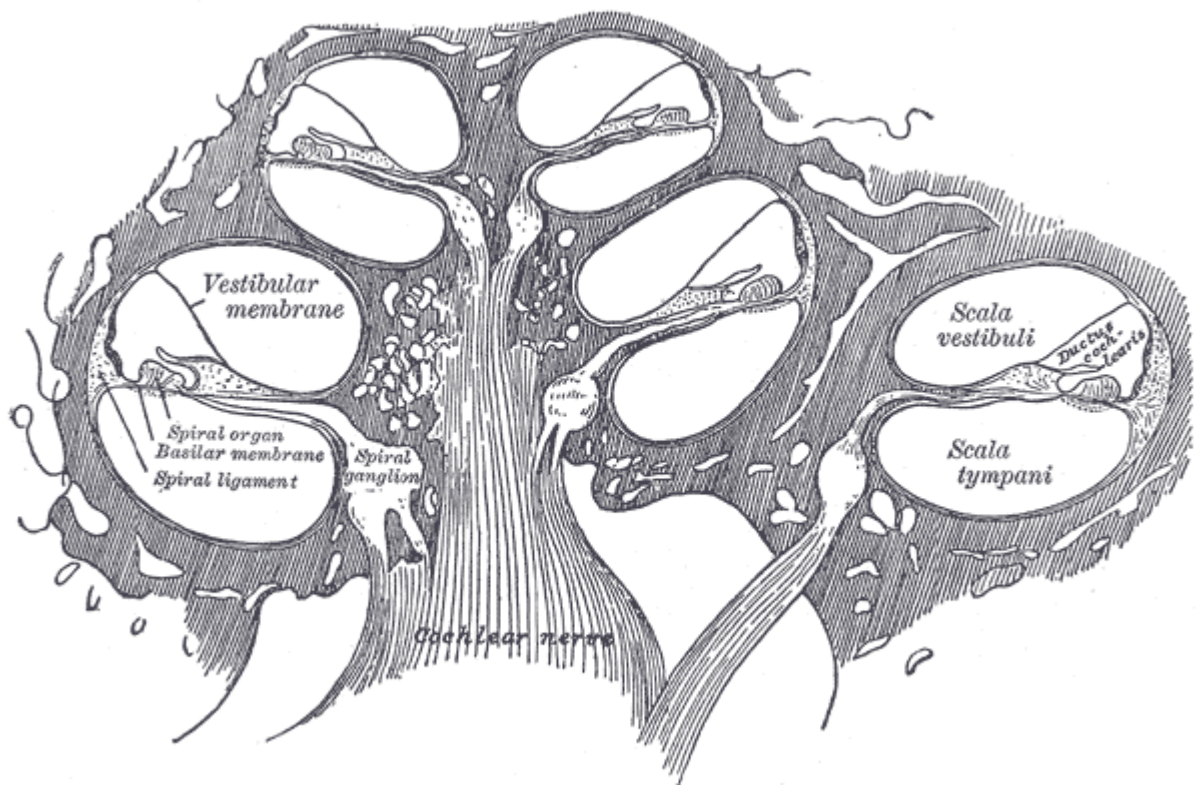 Vestibular
membrane
Spiral organ
Basilar membrane
Spiral ligament
Spiral
ganglion
Cochlear nerve
Scala
vestibuli
Ductus
coch-
learis
Scala
tympani